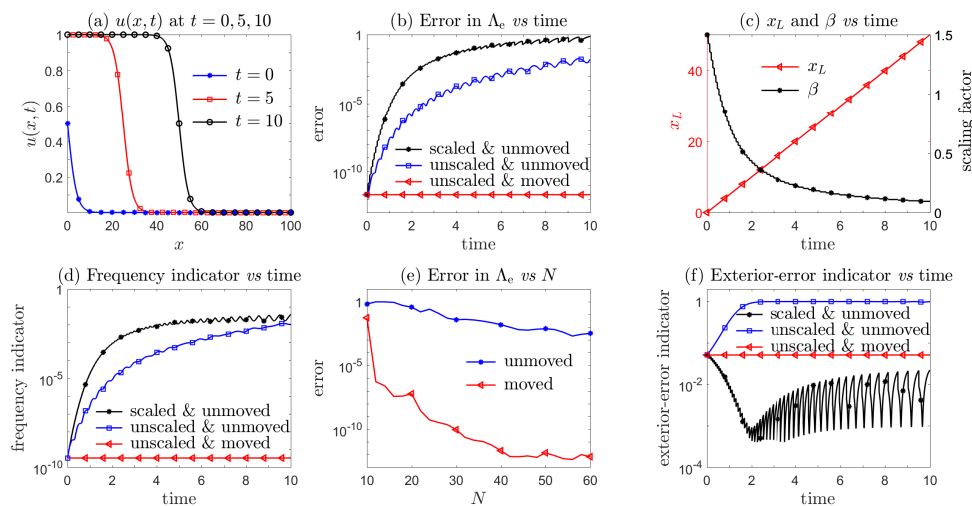 (a) u(x, t) at t = 0, 5, 10
1
0.8
0.6
0.4
0.2
0 20 40 60 80 100
x
u(x, t)
t = 0
t = 5
t = 10
(b) Error in Λe vs time
1
10^-5
10^-10
0 2 4 6 8 10
time
error
scaled & unmoved
unscaled & unmoved
unscaled & moved
(c) xL and β vs time
40
20
0
1.5
1
0.5
0
0 2 4 6 8 10
time
xL
scaling factor
xL
β
(d) Frequency indicator vs time
1
10^-5
10^-10
0 2 4 6 8 10
time
frequency indicator
scaled & unmoved
unscaled & unmoved
unscaled & moved
(e) Error in Λe vs N
1
10^-5
10^-10
10 20 30 40 50 60
N
error
unmoved
moved
(f) Exterior-error indicator vs time
1
10^-2
10^-4
0 2 4 6 8 10
time
exterior-error indicator
scaled & unmoved
unscaled & unmoved
unscaled & moved